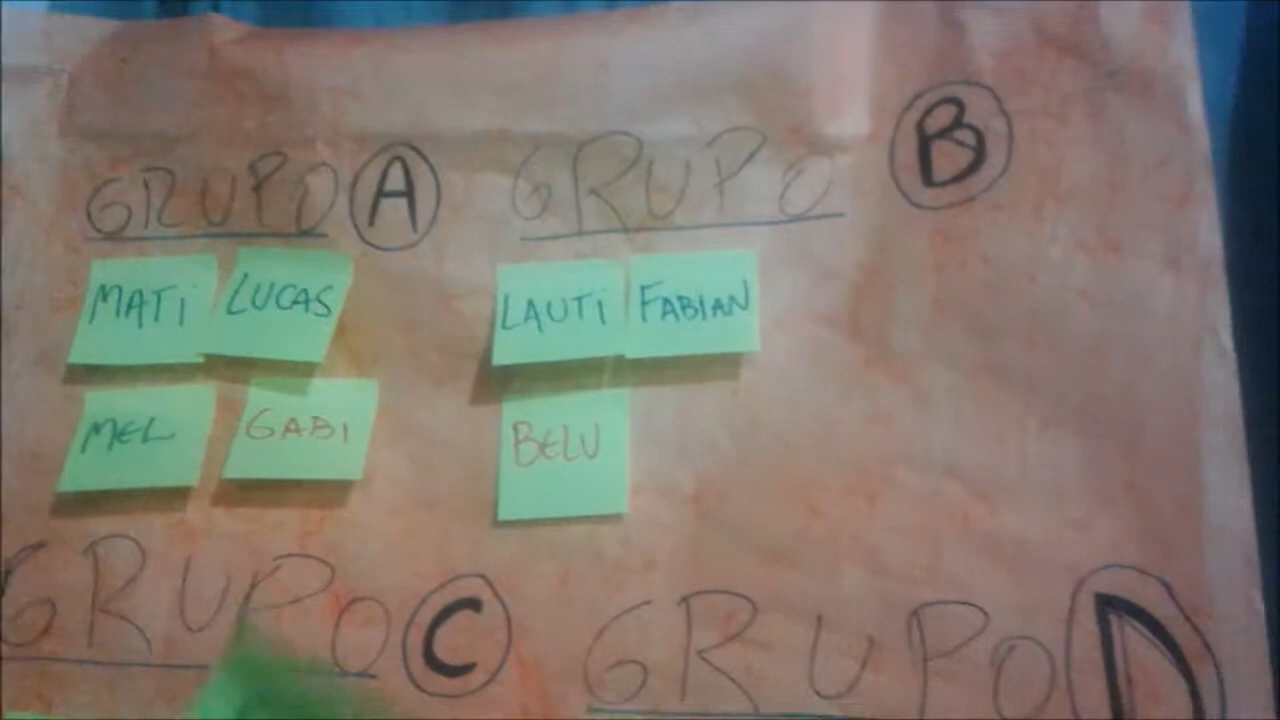 GRUPO A
GRUPO B
MATI LUCAS
LAUTI FABIAN
MEL GABI
BELU
GRUPO C
GRUPO D